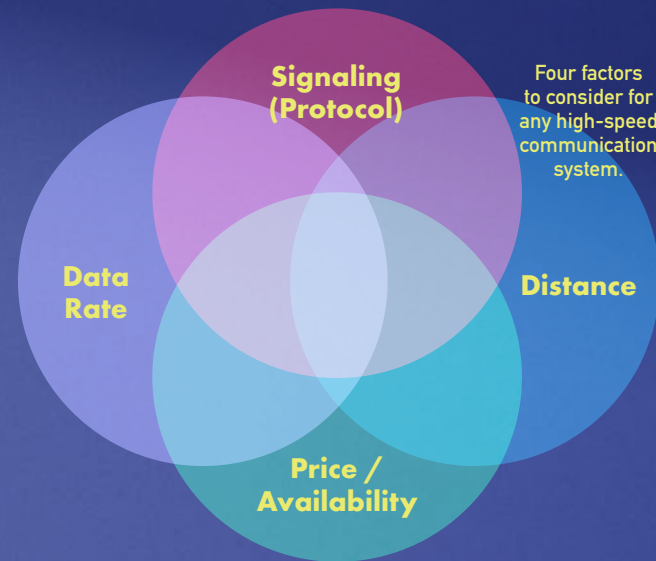 Signaling
(Protocol)
Four factors
to consider for
any high-speed
communication
system.
Data
Rate
Distance
Price /
Availability